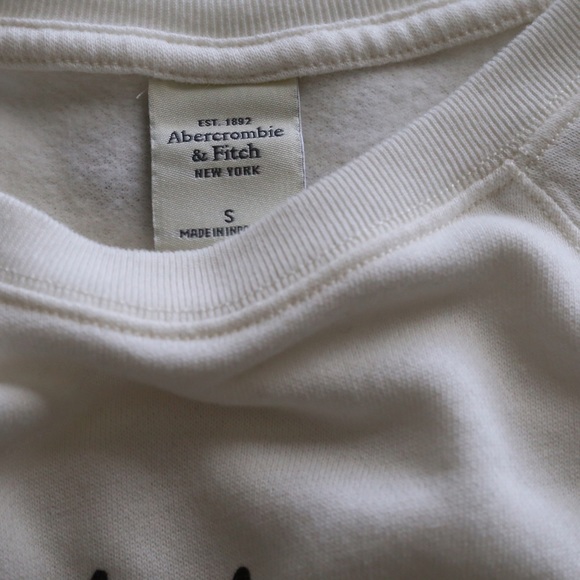 EST. 1892
Abercrombie
& Fitch
NEW YORK
S
MADE IN